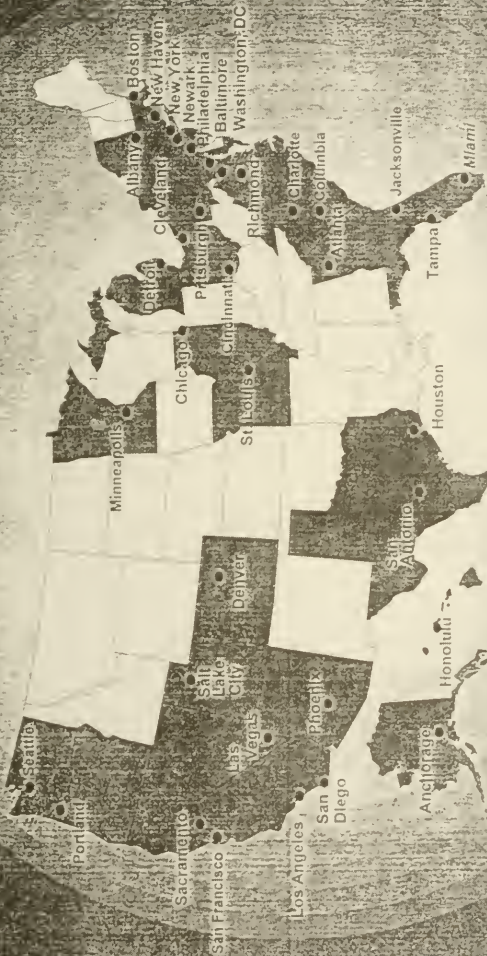 Seattle
Portland
Sacramento
San Francisco
Los Angeles
San
Diego
Las
Vegas
Phoenix
Salt
Lake
City
Denver
Anchorage
Honolulu
San
Antonio
Houston
Minneapolis
Chicago
St. Louis
Detroit
Cincinnati
Cleveland
Pittsburgh
Albany
Boston
New Haven
New York
Newark
Philadelphia
Baltimore
Washington, DC
Richmond
Charlotte
Columbia
Atlanta
Jacksonville
Tampa
Miami